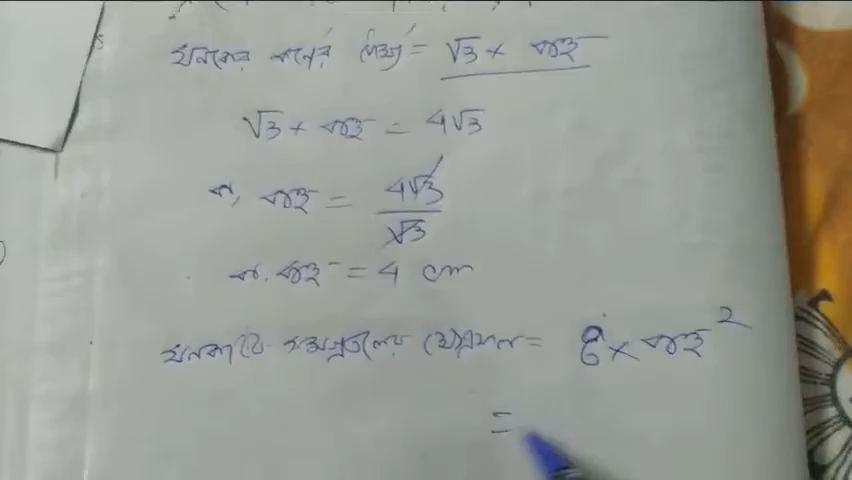 ঘনকের কর্ণের দৈর্ঘ্য = √3 × বাহু
√3 × বাহু = 4√3
বা, বাহু = 4√3 / √3
বা, বাহু = 4 cm
ঘনকটির সমগ্রতলের ক্ষেত্রফল = 6 × বাহু²
=